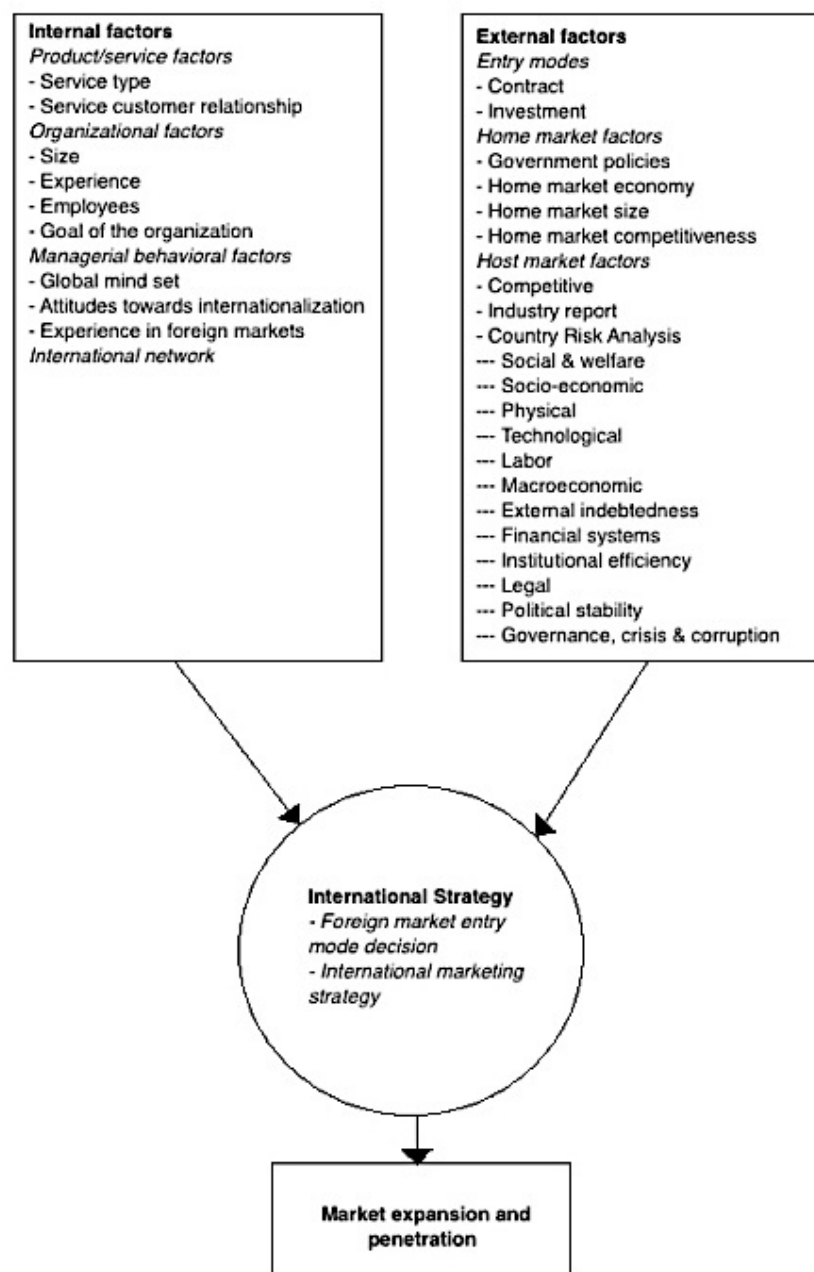 Internal factors
Product/service factors
- Service type
- Service customer relationship
Organizational factors
- Size
- Experience
- Employees
- Goal of the organization
Managerial behavioral factors
- Global mind set
- Attitudes towards internationalization
- Experience in foreign markets
International network
External factors
Entry modes
- Contract
- Investment
Home market factors
- Government policies
- Home market economy
- Home market size
- Home market competitiveness
Host market factors
- Competitive
- Industry report
- Country Risk Analysis
--- Social & welfare
--- Socio-economic
--- Physical
--- Technological
--- Labor
--- Macroeconomic
--- External indebtedness
--- Financial systems
--- Institutional efficiency
--- Legal
--- Political stability
--- Governance, crisis & corruption
International Strategy
- Foreign market entry
mode decision
- International marketing
strategy
Market expansion and
penetration